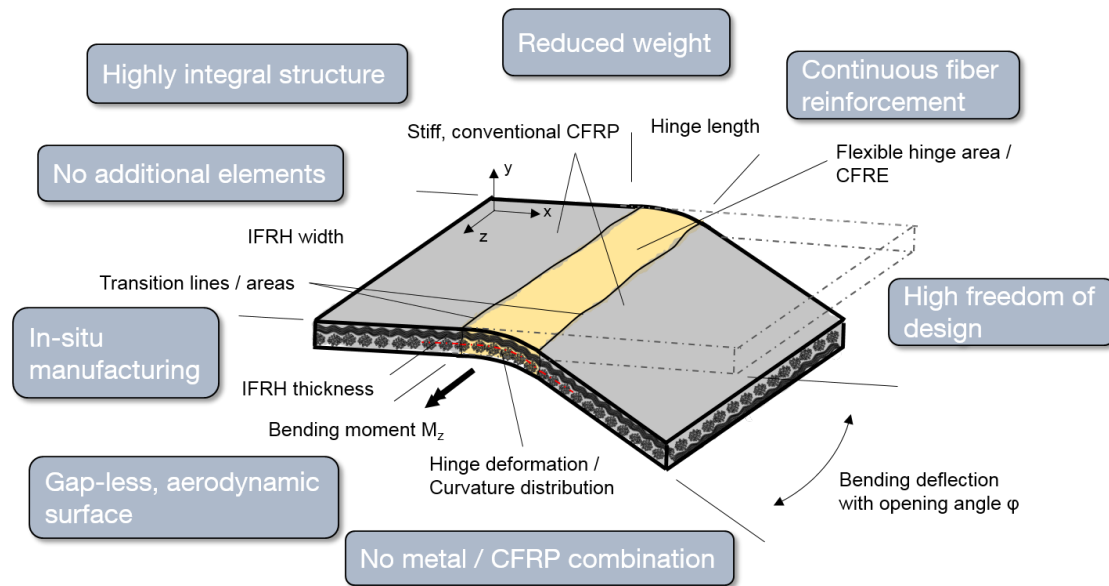 Reduced weight
Highly integral structure
Continuous fiber
reinforcement
Stiff, conventional CFRP
Hinge length
Flexible hinge area /
CFRE
No additional elements
y
x
z
IFRH width
Transition lines / areas
High freedom of
design
In-situ
manufacturing
IFRH thickness
Bending moment Mz
Hinge deformation /
Curvature distribution
Bending deflection
with opening angle φ
Gap-less, aerodynamic
surface
No metal / CFRP combination